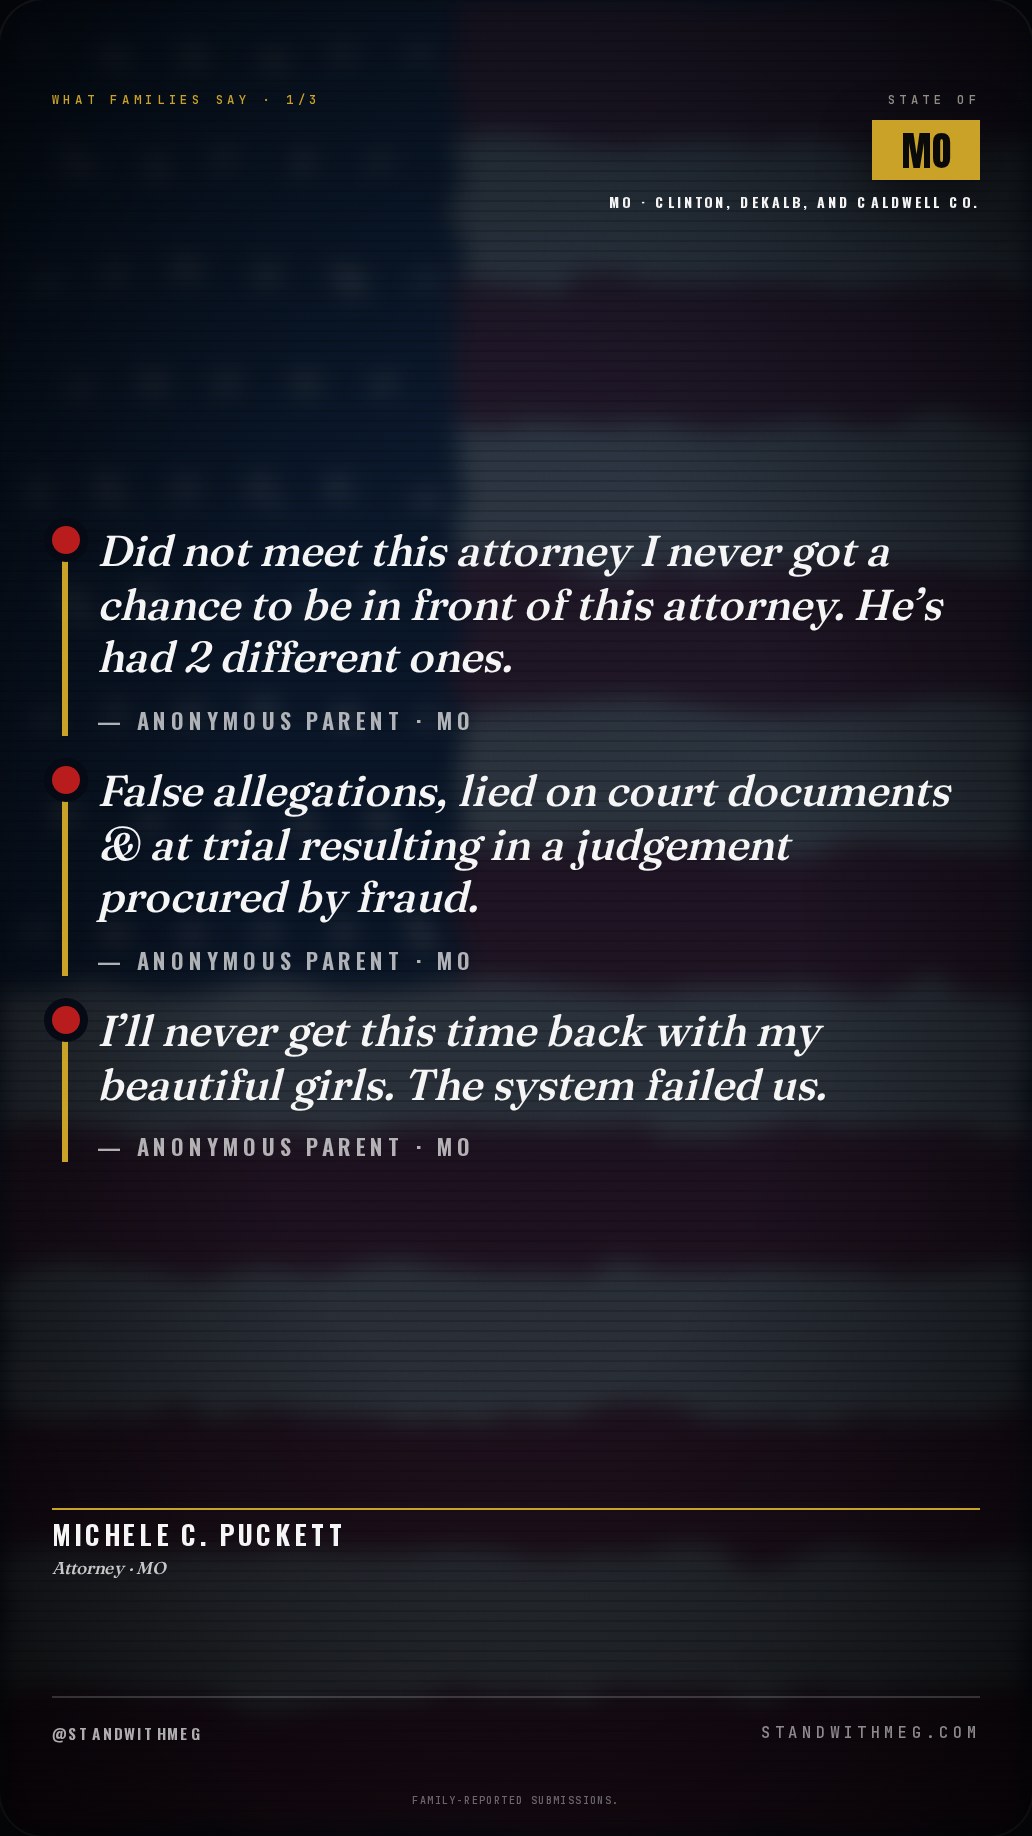 WHAT FAMILIES SAY · 1/3
STATE OF
MO
MO · CLINTON, DEKALB, AND CALDWELL CO.
Did not meet this attorney I never got a
chance to be in front of this attorney. He’s
had 2 different ones.
— ANONYMOUS PARENT · MO
False allegations, lied on court documents
& at trial resulting in a judgement
procured by fraud.
— ANONYMOUS PARENT · MO
I’ll never get this time back with my
beautiful girls. The system failed us.
— ANONYMOUS PARENT · MO
MICHELE C. PUCKETT
Attorney · MO
@STANDWITHMEG
STANDWITHMEG.COM
FAMILY-REPORTED SUBMISSIONS.